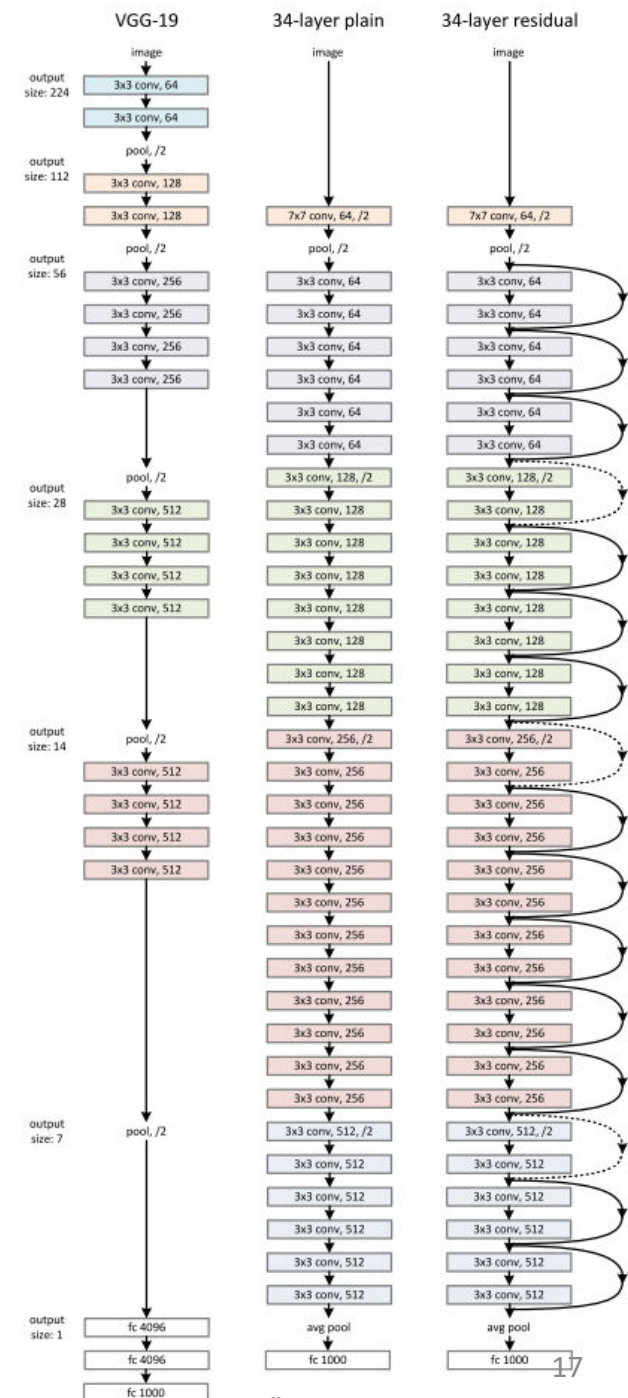 VGG-19
image
output
size: 224
3x3 conv, 64
3x3 conv, 64
pool, /2
output
size: 112
3x3 conv, 128
3x3 conv, 128
pool, /2
output
size: 56
3x3 conv, 256
3x3 conv, 256
3x3 conv, 256
3x3 conv, 256
pool, /2
output
size: 28
3x3 conv, 512
3x3 conv, 512
3x3 conv, 512
3x3 conv, 512
output
size: 14
pool, /2
3x3 conv, 512
3x3 conv, 512
3x3 conv, 512
3x3 conv, 512
output
size: 7
pool, /2
output
size: 1
fc 4096
fc 4096
fc 1000
34-layer plain
image
7x7 conv, 64, /2
pool, /2
3x3 conv, 64
3x3 conv, 64
3x3 conv, 64
3x3 conv, 64
3x3 conv, 64
3x3 conv, 64
3x3 conv, 128, /2
3x3 conv, 128
3x3 conv, 128
3x3 conv, 128
3x3 conv, 128
3x3 conv, 128
3x3 conv, 128
3x3 conv, 128
3x3 conv, 256, /2
3x3 conv, 256
3x3 conv, 256
3x3 conv, 256
3x3 conv, 256
3x3 conv, 256
3x3 conv, 256
3x3 conv, 256
3x3 conv, 256
3x3 conv, 256
3x3 conv, 256
3x3 conv, 256
3x3 conv, 512, /2
3x3 conv, 512
3x3 conv, 512
3x3 conv, 512
3x3 conv, 512
3x3 conv, 512
avg pool
fc 1000
34-layer residual
image
7x7 conv, 64, /2
pool, /2
3x3 conv, 64
3x3 conv, 64
3x3 conv, 64
3x3 conv, 64
3x3 conv, 64
3x3 conv, 64
3x3 conv, 128, /2
3x3 conv, 128
3x3 conv, 128
3x3 conv, 128
3x3 conv, 128
3x3 conv, 128
3x3 conv, 128
3x3 conv, 128
3x3 conv, 256, /2
3x3 conv, 256
3x3 conv, 256
3x3 conv, 256
3x3 conv, 256
3x3 conv, 256
3x3 conv, 256
3x3 conv, 256
3x3 conv, 256
3x3 conv, 256
3x3 conv, 256
3x3 conv, 256
3x3 conv, 512, /2
3x3 conv, 512
3x3 conv, 512
3x3 conv, 512
3x3 conv, 512
3x3 conv, 512
avg pool
fc 1000
17